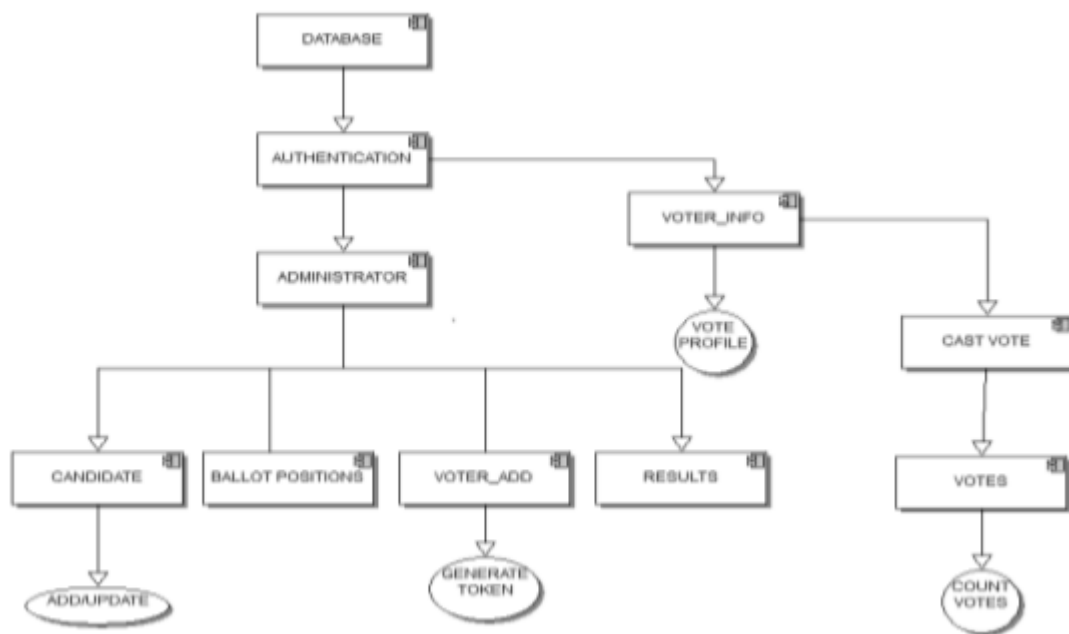 DATABASE
AUTHENTICATION
VOTER_INFO
ADMINISTRATOR
VOTE
PROFILE
CAST VOTE
CANDIDATE
BALLOT POSITIONS
VOTER_ADD
RESULTS
VOTES
ADD/UPDATE
GENERATE
TOKEN
COUNT
VOTES